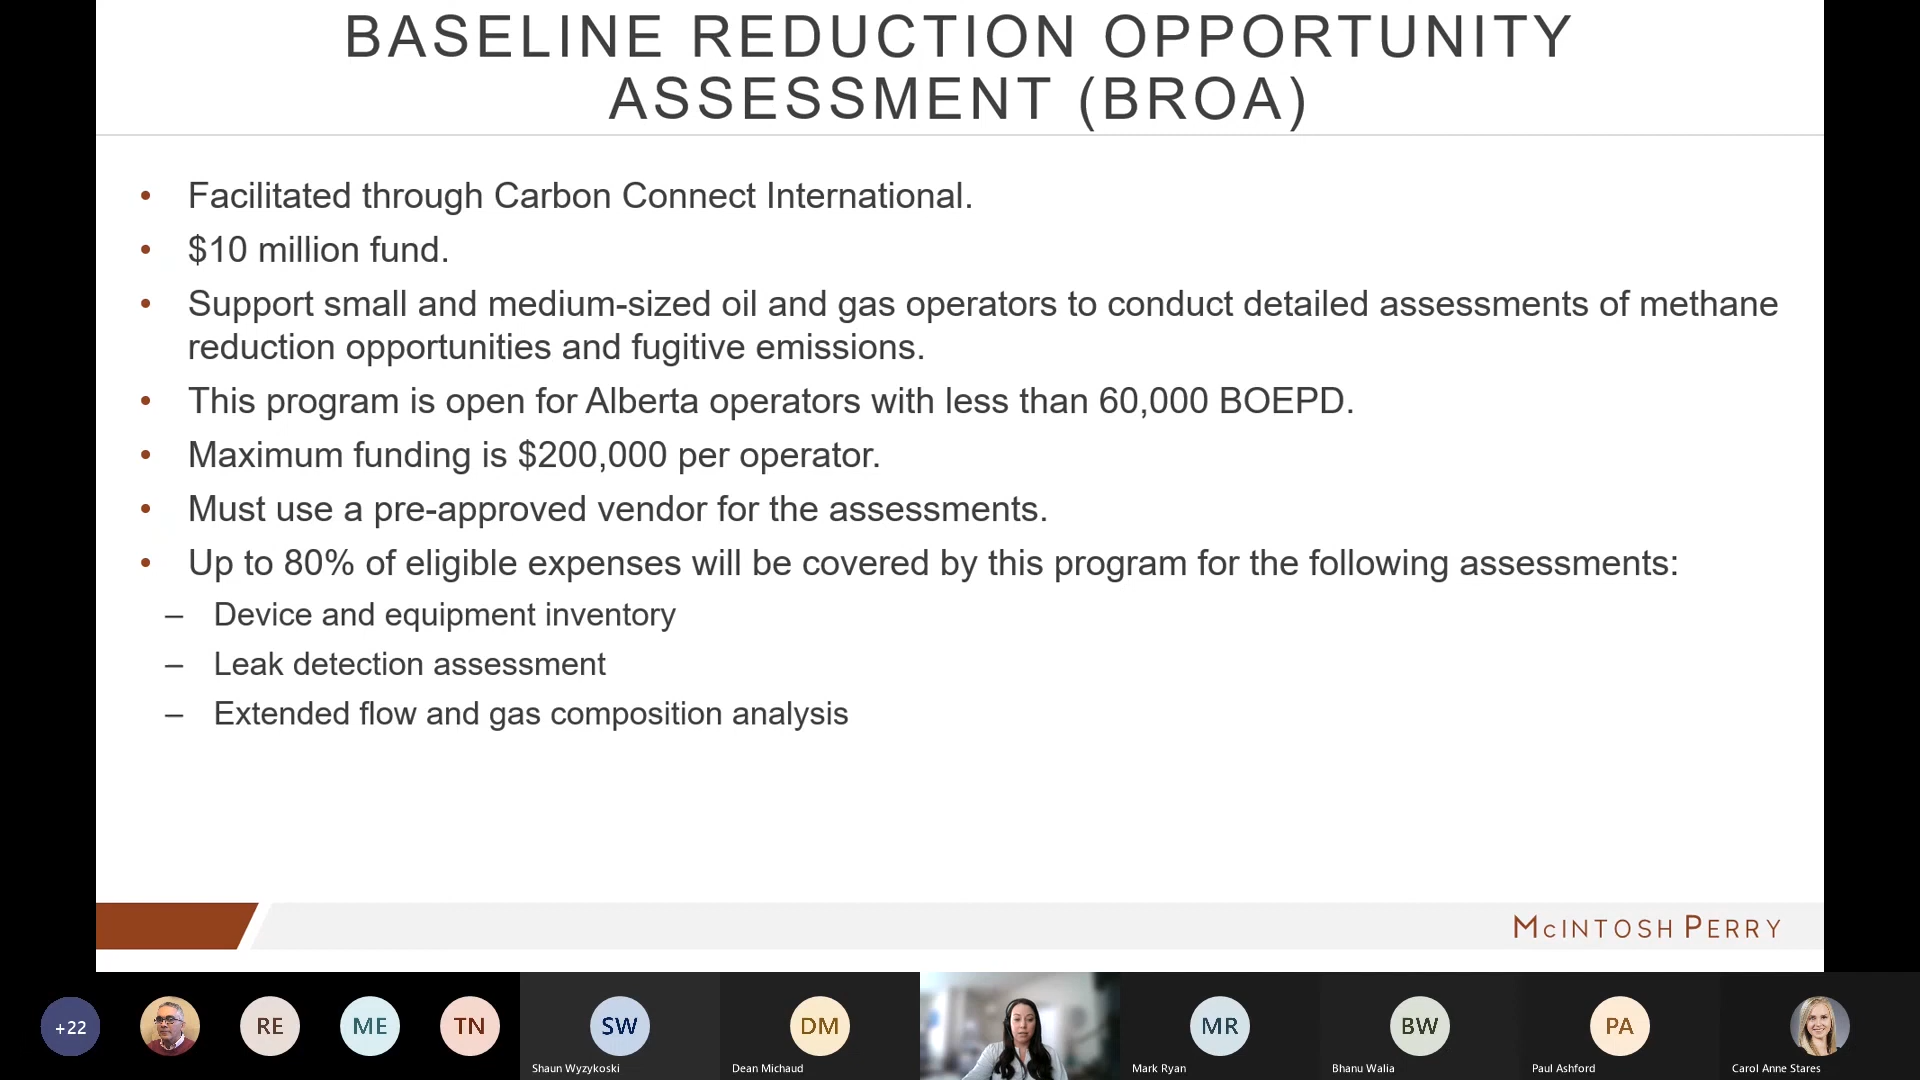 BASELINE REDUCTION OPPORTUNITY
ASSESSMENT (BROA)
• Facilitated through Carbon Connect International.
• $10 million fund.
• Support small and medium-sized oil and gas operators to conduct detailed assessments of methane
reduction opportunities and fugitive emissions.
• This program is open for Alberta operators with less than 60,000 BOEPD.
• Maximum funding is $200,000 per operator.
• Must use a pre-approved vendor for the assessments.
• Up to 80% of eligible expenses will be covered by this program for the following assessments:
– Device and equipment inventory
– Leak detection assessment
– Extended flow and gas composition analysis
MCINTOSH PERRY
+22 RE ME TN SW DM MR BW PA
Shaun Wyzykoski Dean Michaud Mark Ryan Bhanu Walia Paul Ashford Carol Anne Stares